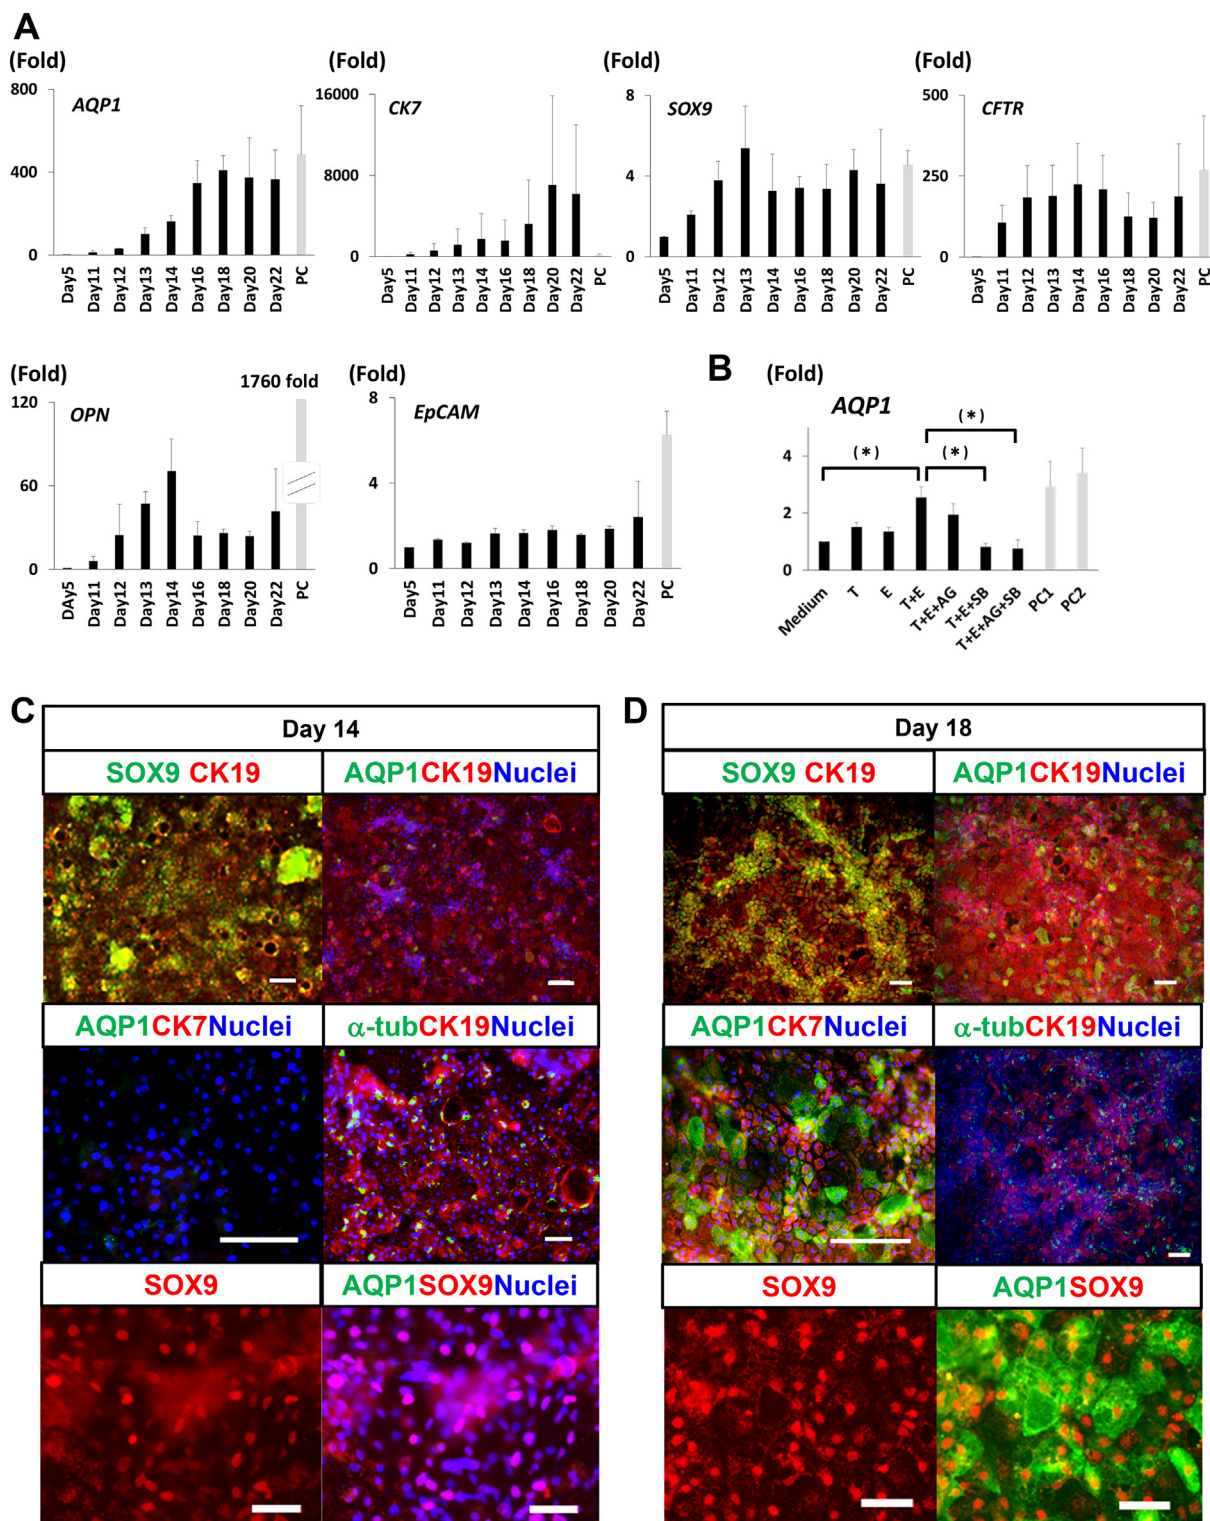 A
(Fold) (Fold) (Fold) (Fold)
AQP1
800
400
0
Day5 Day11 Day12 Day13 Day14 Day16 Day18 Day20 Day22 PC
CK7
16000
8000
0
Day5 Day11 Day12 Day13 Day14 Day16 Day18 Day20 Day22 PC
SOX9
8
4
0
Day5 Day11 Day12 Day13 Day14 Day16 Day18 Day20 Day22 PC
CFTR
500
250
0
Day5 Day11 Day12 Day13 Day14 Day16 Day18 Day20 Day22 PC
(Fold)
1760 fold
OPN
120
60
0
DAy5 Day11 Day12 Day13 Day14 Day16 Day18 Day20 Day22 PC
(Fold)
EpCAM
8
4
0
Day5 Day11 Day12 Day13 Day14 Day16 Day18 Day20 Day22 PC
B
(Fold)
AQP1
(*)
(*) (*)
4
2
0
Medium T E T+E T+E+AG T+E+SB T+E+AG+SB PC1 PC2
C
Day 14
SOX9 CK19 AQP1CK19Nuclei
AQP1CK7Nuclei α-tubCK19Nuclei
SOX9 AQP1SOX9Nuclei
D
Day 18
SOX9 CK19 AQP1CK19Nuclei
AQP1CK7Nuclei α-tubCK19Nuclei
SOX9 AQP1SOX9